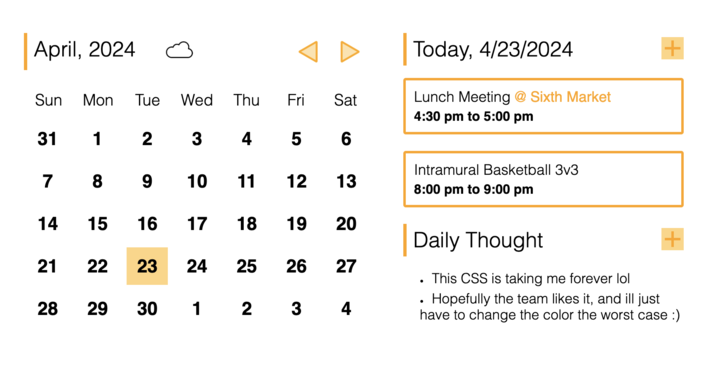 April, 2024
Sun Mon Tue Wed Thu Fri Sat
31 1 2 3 4 5 6
7 8 9 10 11 12 13
14 15 16 17 18 19 20
21 22 23 24 25 26 27
28 29 30 1 2 3 4
Today, 4/23/2024
+
Lunch Meeting @ Sixth Market
4:30 pm to 5:00 pm
Intramural Basketball 3v3
8:00 pm to 9:00 pm
Daily Thought
+
• This CSS is taking me forever lol
• Hopefully the team likes it, and ill just
have to change the color the worst case :)